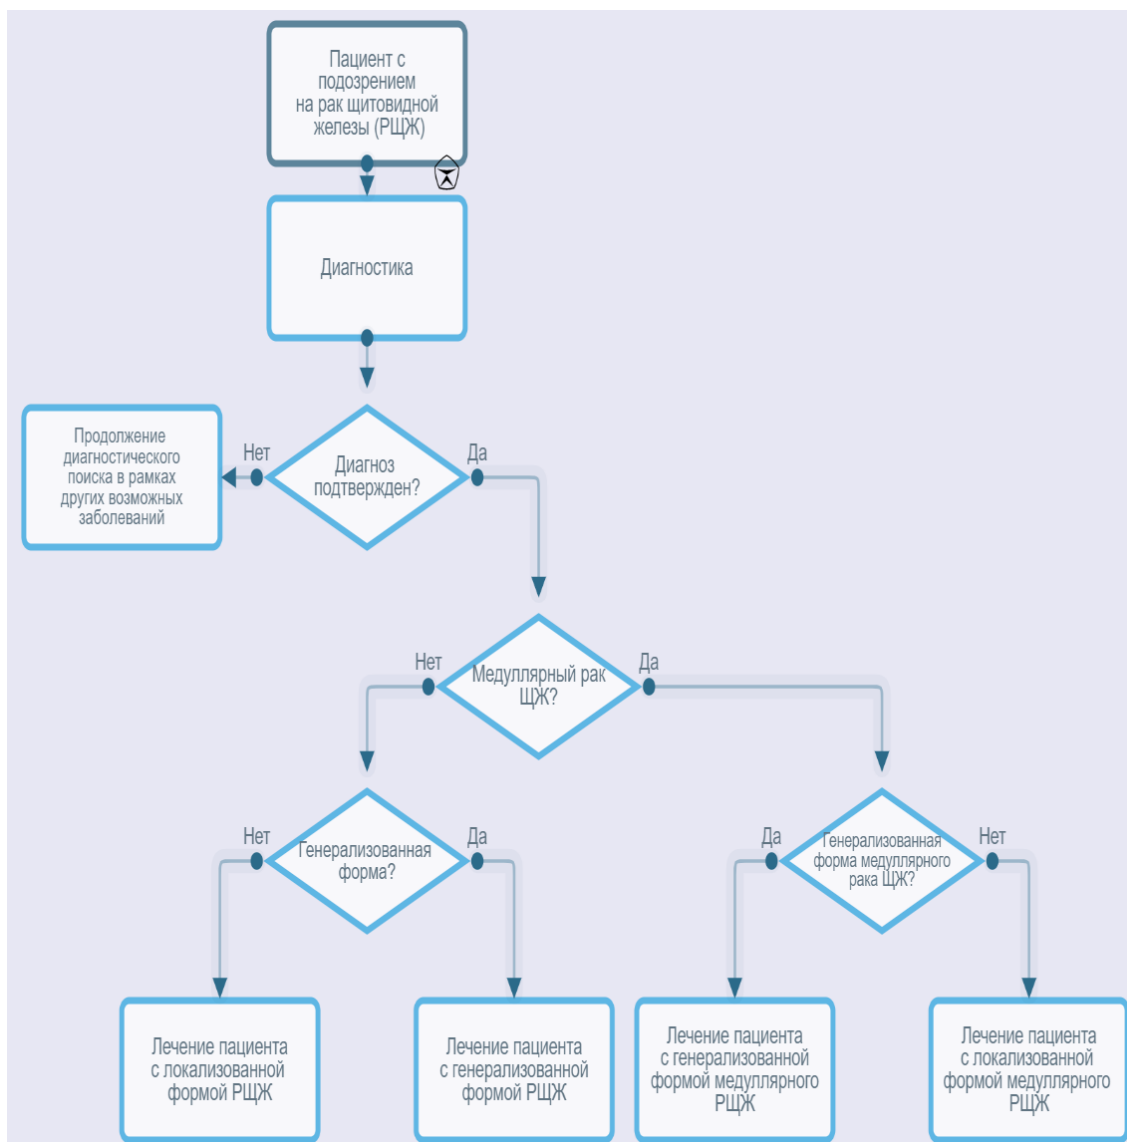 Пациент с
подозрением
на рак щитовидной
железы (РЩЖ)
Диагностика
Диагноз
подтвержден?
Нет
Да
Продолжение
диагностического
поиска в рамках
других возможных
заболеваний
Медуллярный рак
ЩЖ?
Нет
Да
Генерализованная
форма?
Нет
Да
Генерализованная
форма медуллярного
рака ЩЖ?
Да
Нет
Лечение пациента
с локализованной
формой РЩЖ
Лечение пациента
с генерализованной
формой РЩЖ
Лечение пациента
с генерализованной
формой медуллярного
РЩЖ
Лечение пациента
с локализованной
формой медуллярного
РЩЖ